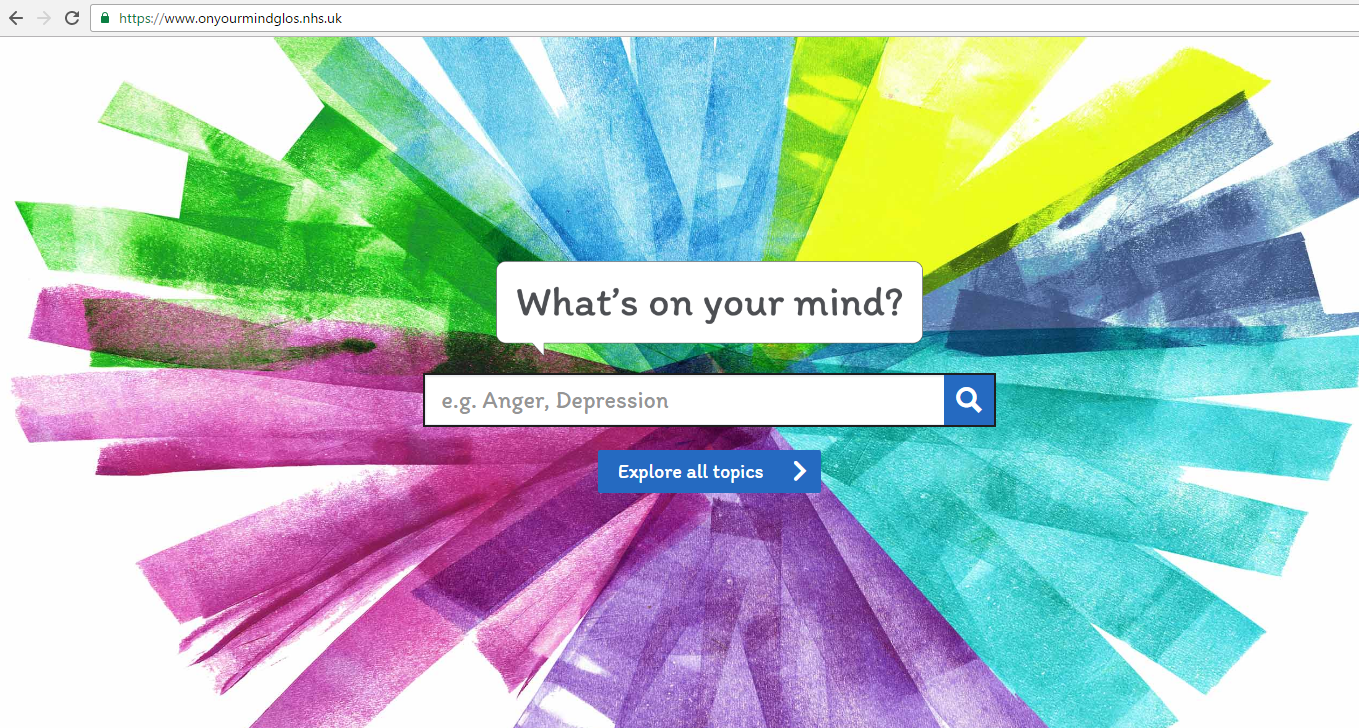 https://www.onyourmindglos.nhs.uk
What's on your mind?
e.g. Anger, Depression
Explore all topics